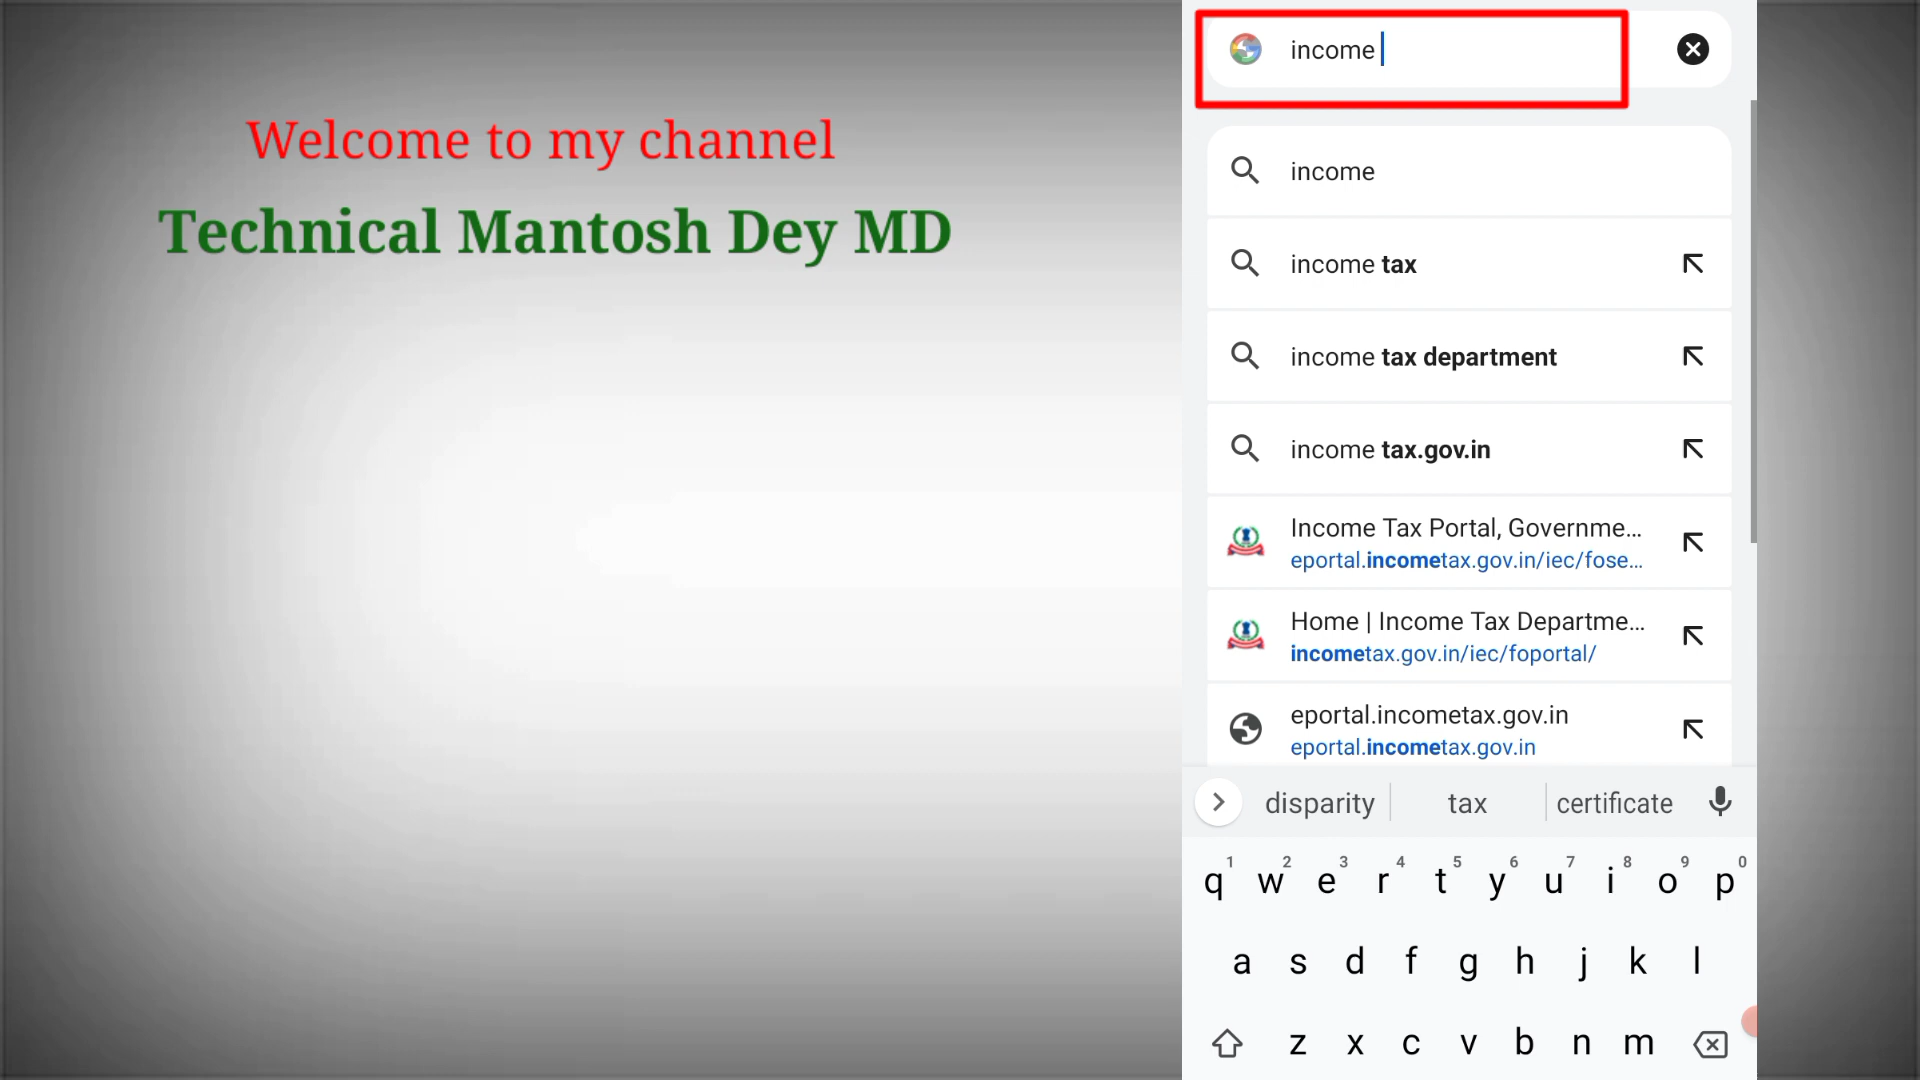 Welcome to my channel
Technical Mantosh Dey MD
income
income
income tax
income tax department
income tax.gov.in
Income Tax Portal, Governme...
eportal.incometax.gov.in/iec/fose...
Home | Income Tax Departme...
incometax.gov.in/iec/foportal/
eportal.incometax.gov.in
eportal.incometax.gov.in
disparity tax certificate
1 2 3 4 5 6 7 8 9 0
q w e r t y u i o p
a s d f g h j k l
z x c v b n m